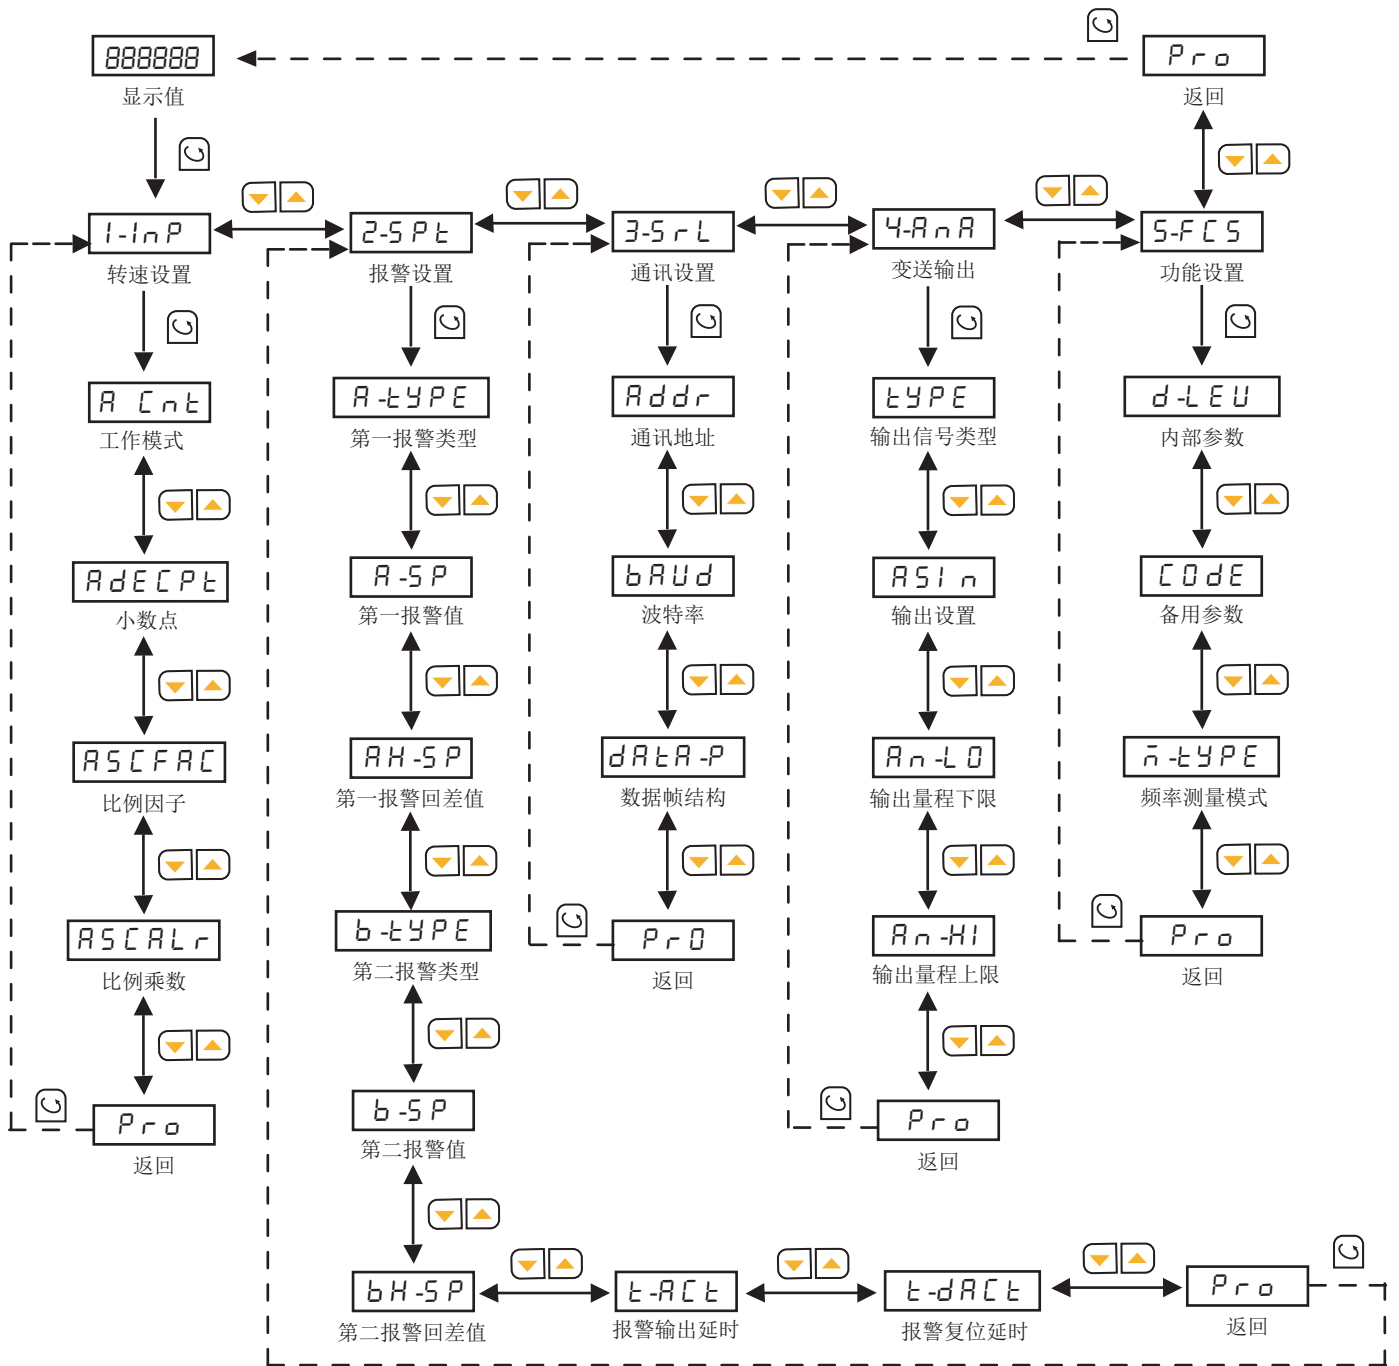 888888
显示值
Pro
返回
1-InP
转速设置
2-SPt
报警设置
3-SrL
通讯设置
4-AnA
变送输出
5-FCS
功能设置
A Cnt
工作模式
A-tYPE
第一报警类型
Addr
通讯地址
tYPE
输出信号类型
d-LEU
内部参数
AdECPt
小数点
A-SP
第一报警值
bAUd
波特率
ASIn
输出设置
COdE
备用参数
ASCFAC
比例因子
AH-SP
第一报警回差值
dAtA-P
数据帧结构
An-LO
输出量程下限
n̄-tYPE
频率测量模式
ASCALr
比例乘数
b-tYPE
第二报警类型
PrO
返回
An-HI
输出量程上限
Pro
返回
Pro
返回
b-SP
第二报警值
Pro
返回
bH-SP
第二报警回差值
t-ACt
报警输出延时
t-dACt
报警复位延时
Pro
返回